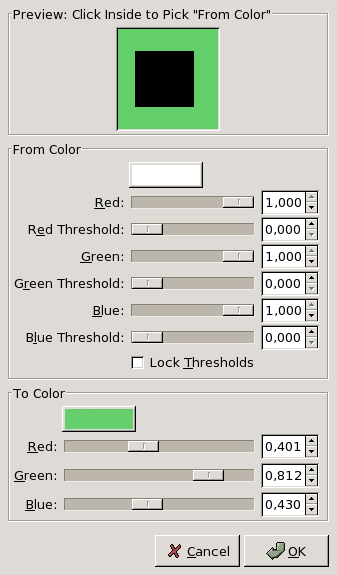 Preview: Click Inside to Pick "From Color"
From Color
Red: 1,000
Red Threshold: 0,000
Green: 1,000
Green Threshold: 0,000
Blue: 1,000
Blue Threshold: 0,000
Lock Thresholds
To Color
Red: 0,401
Green: 0,812
Blue: 0,430
Cancel OK